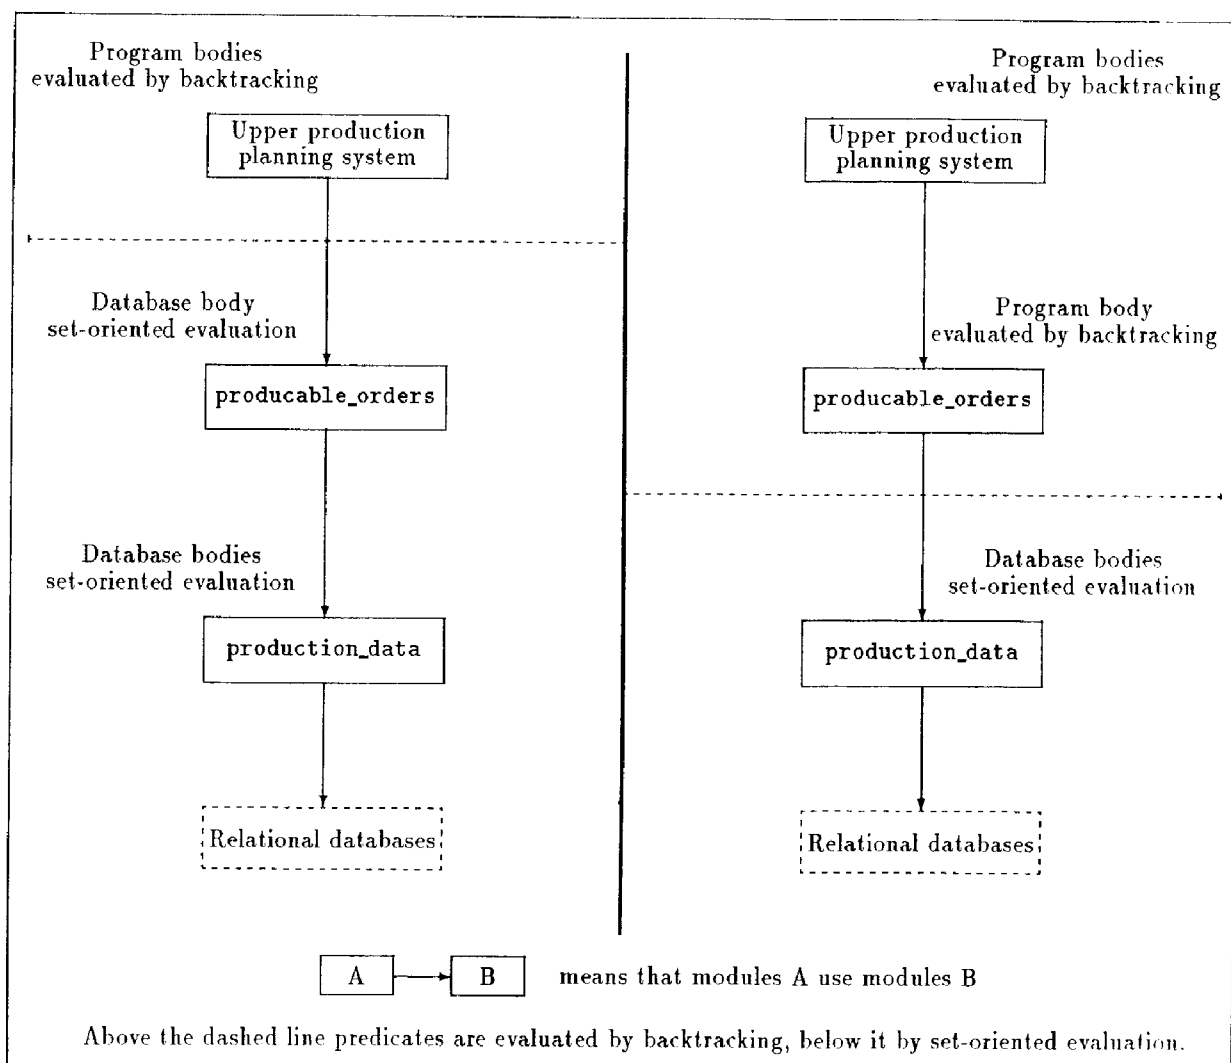 Program bodies
evaluated by backtracking
Upper production
planning system
Database body
set-oriented evaluation
producable_orders
Database bodies
set-oriented evaluation
production_data
Relational databases
Program bodies
evaluated by backtracking
Upper production
planning system
Program body
evaluated by backtracking
producable_orders
Database bodies
set-oriented evaluation
production_data
Relational databases
A B means that modules A use modules B
Above the dashed line predicates are evaluated by backtracking, below it by set-oriented evaluation.